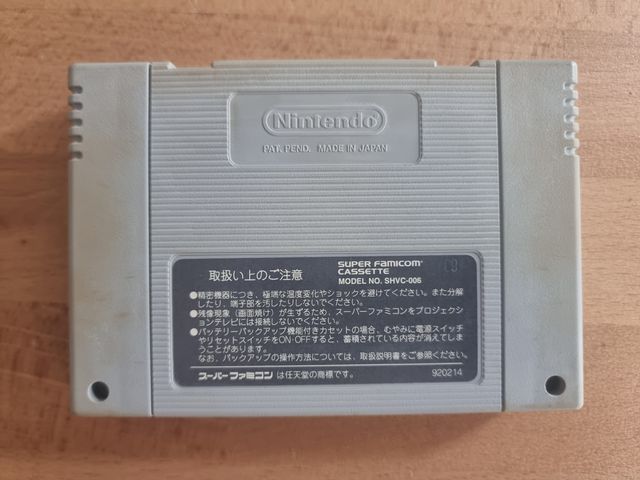 Nintendo
PAT. PEND. MADE IN JAPAN
取扱い上のご注意
SUPER FAMICOM
CASSETTE
MODEL NO. SHVC-006
●精密機器につき、極端な温度変化やショックを避けてください。また分解
したり、端子部を汚したりしないでください。
●残像現象(画面焼け)が生ずるため、スーパーファミコンをプロジェクショ
ンテレビには接続しないでください。
●バッテリーバックアップ機能付きカセットの場合、むやみに電源スイッチ
やリセットスイッチをON・OFFすると、蓄積されている内容が消えてしま
うことがあります。
なお、バックアップの操作方法については、取扱説明書をご参照ください。
スーパーファミコンは任天堂の商標です。
920214